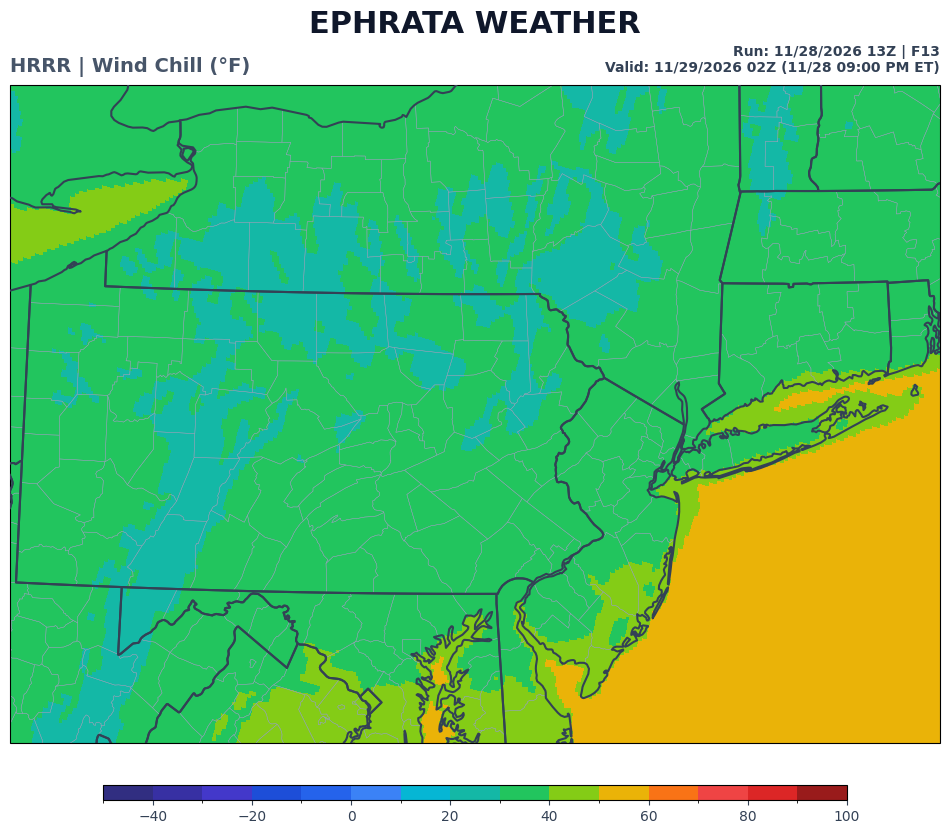 EPHRATA WEATHER
HRRR | Wind Chill (°F)
Run: 11/28/2026 13Z | F13
Valid: 11/29/2026 02Z (11/28 09:00 PM ET)
−40 −20 0 20 40 60 80 100